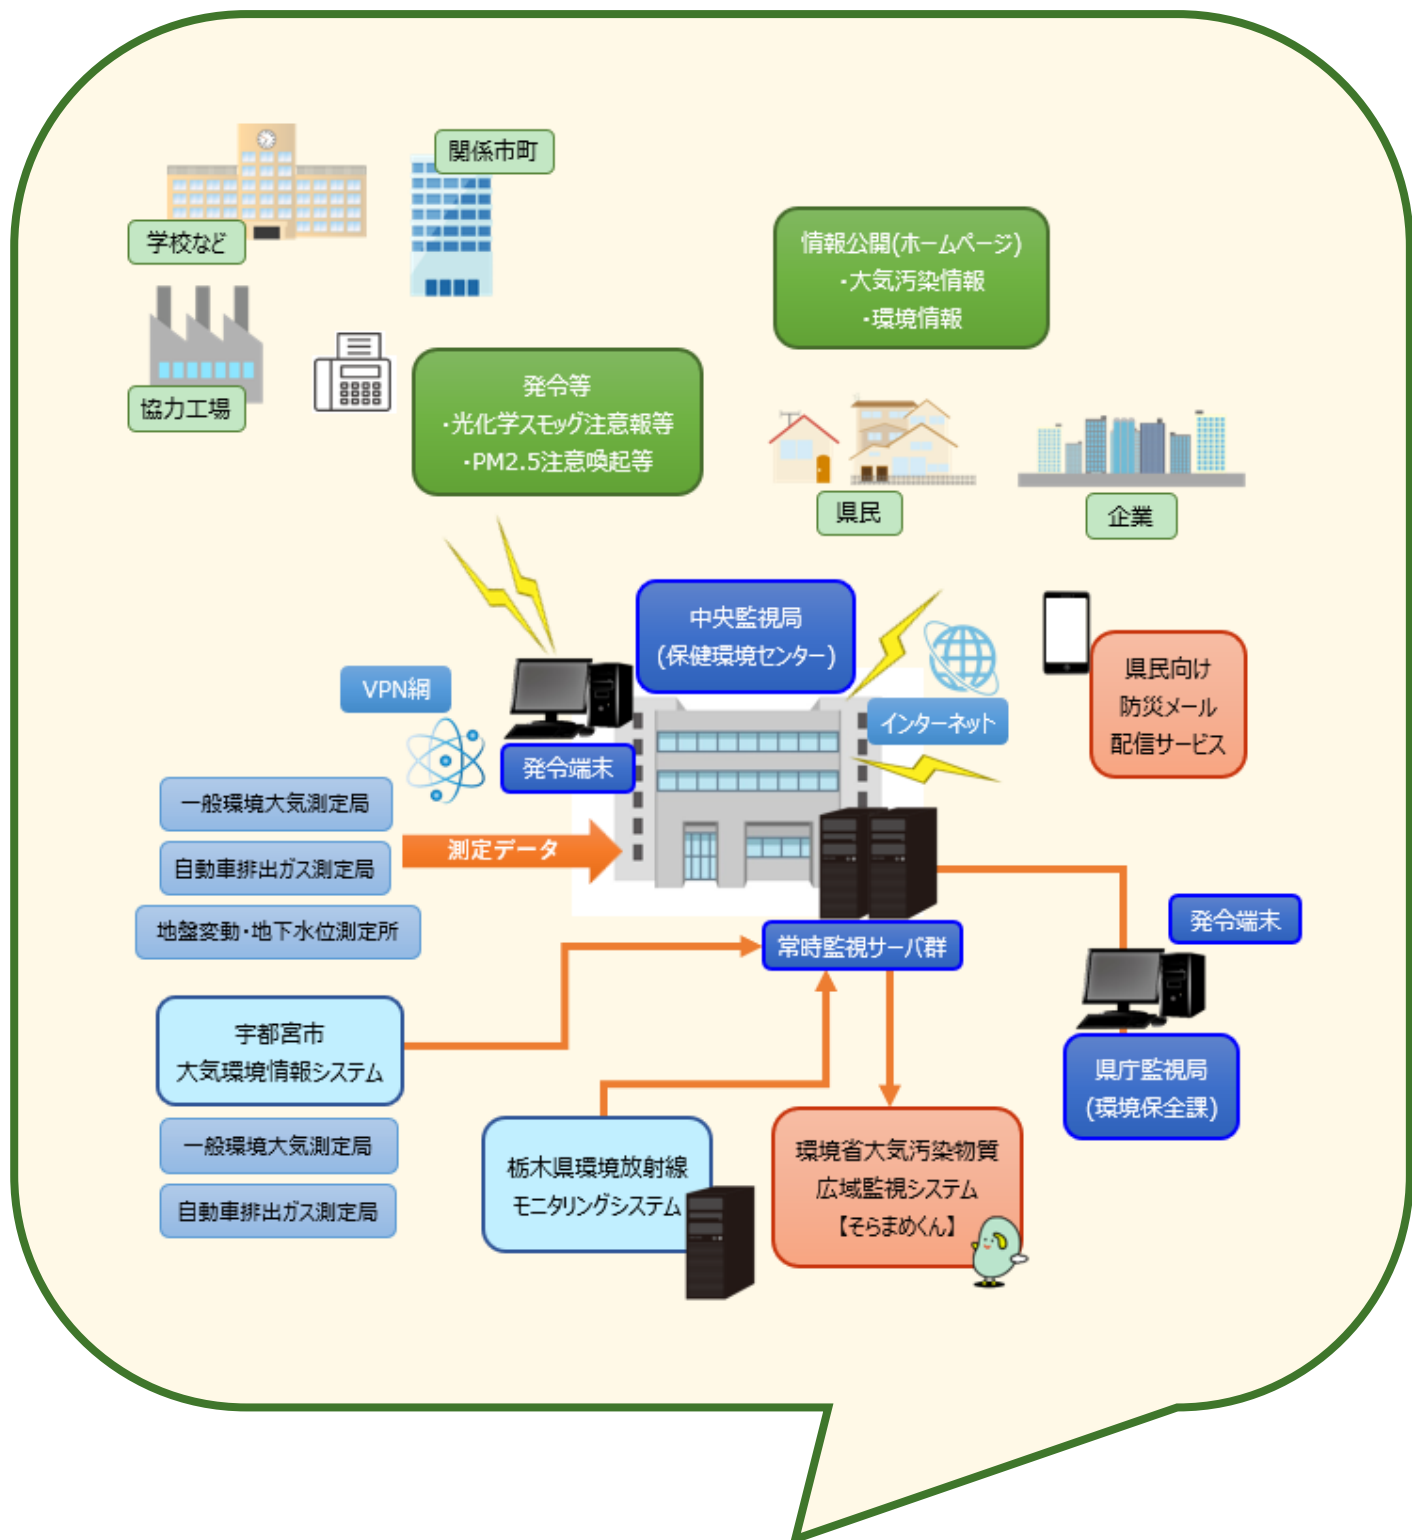 関係市町
学校など
協力工場
情報公開(ホームページ)
・大気汚染情報
・環境情報
発令等
・光化学スモッグ注意報等
・PM2.5注意喚起等
県民
企業
中央監視局
(保健環境センター)
県民向け
防災メール
配信サービス
VPN網
インターネット
発令端末
一般環境大気測定局
自動車排出ガス測定局
地盤変動・地下水位測定所
測定データ
常時監視サーバ群
発令端末
県庁監視局
(環境保全課)
宇都宮市
大気環境情報システム
一般環境大気測定局
自動車排出ガス測定局
栃木県環境放射線
モニタリングシステム
環境省大気汚染物質
広域監視システム
【そらまめくん】